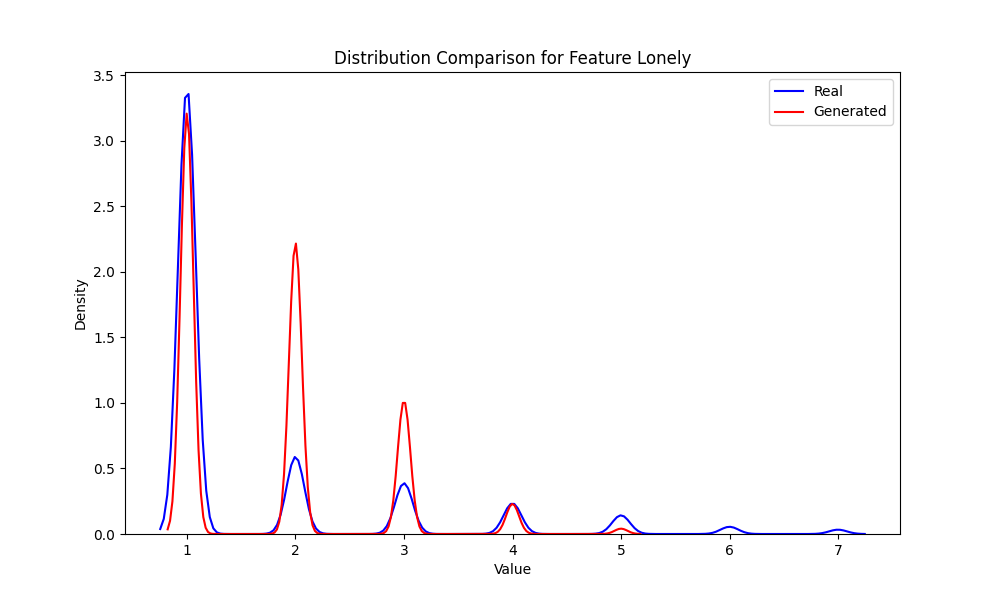 Distribution Comparison for Feature Lonely
Real
Generated
3.5
3.0
2.5
2.0
1.5
1.0
0.5
0.0
Density
1 2 3 4 5 6 7
Value